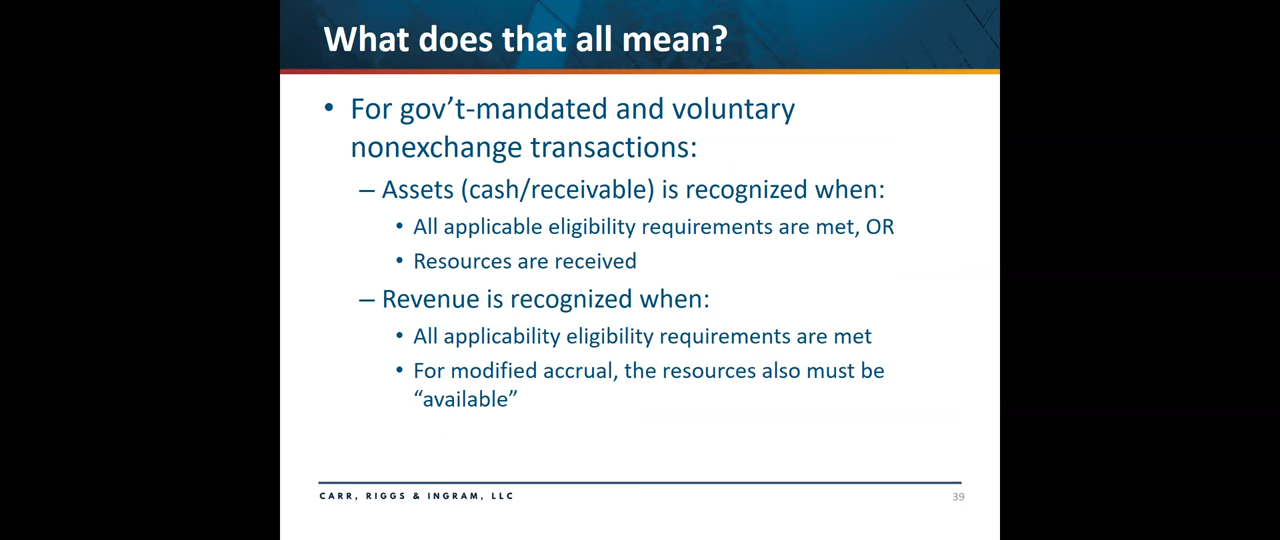 What does that all mean?
• For gov’t-mandated and voluntary
nonexchange transactions:
– Assets (cash/receivable) is recognized when:
• All applicable eligibility requirements are met, OR
• Resources are received
– Revenue is recognized when:
• All applicability eligibility requirements are met
• For modified accrual, the resources also must be
“available”
CARR, RIGGS & INGRAM, LLC
39